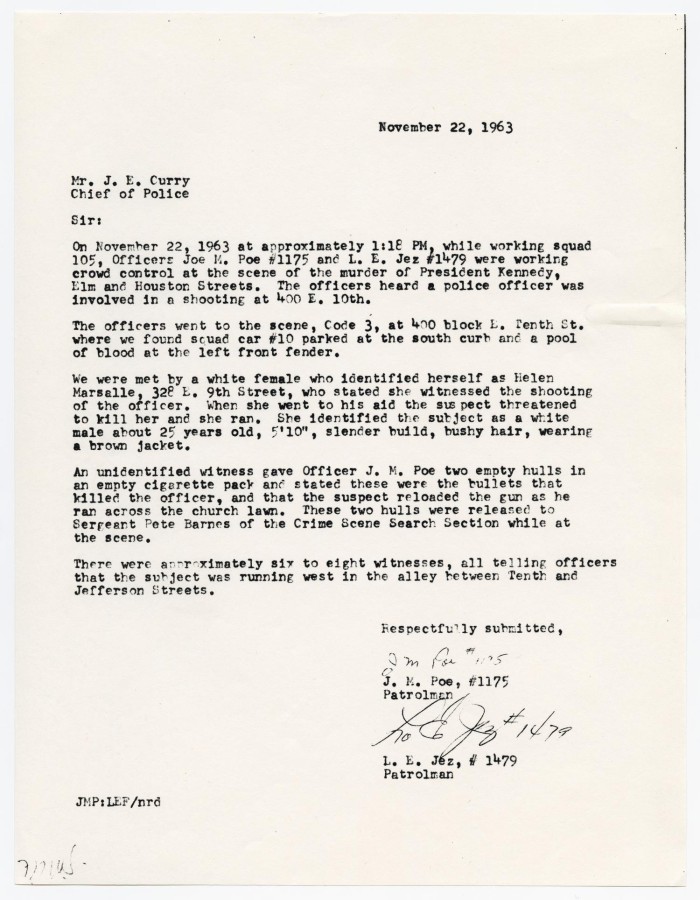 November 22, 1963
Mr. J. E. Curry
Chief of Police
Sir:
On November 22, 1963 at approximately 1:18 PM, while working squad
105, Officers Joe M. Poe #1175 and L. E. Jez #1479 were working
crowd control at the scene of the murder of President Kennedy,
Elm and Houston Streets. The officers heard a police officer was
involved in a shooting at 400 E. 10th.
The officers went to the scene, Code 3, at 400 block E. Tenth St.
where we found squad car #10 parked at the south curb and a pool
of blood at the left front fender.
We were met by a white female who identified herself as Helen
Marsalle, 328 E. 9th Street, who stated she witnessed the shooting
of the officer. When she went to his aid the suspect threatened
to kill her and she ran. She identified the subject as a white
male about 25 years old, 5'10", slender build, bushy hair, wearing
a brown jacket.
An unidentified witness gave Officer J. M. Poe two empty hulls in
an empty cigarette pack and stated these were the bullets that
killed the officer, and that the suspect reloaded the gun as he
ran across the church lawn. These two hulls were released to
Sergeant Pete Barnes of the Crime Scene Search Section while at
the scene.
There were approximately six to eight witnesses, all telling officers
that the subject was running west in the alley between Tenth and
Jefferson Streets.
Respectfully submitted,
J M Poe #1175
J. M. Poe, #1175
Patrolman
L E Jez #1479
L. E. Jez, # 1479
Patrolman
JMP:LEF/nrd